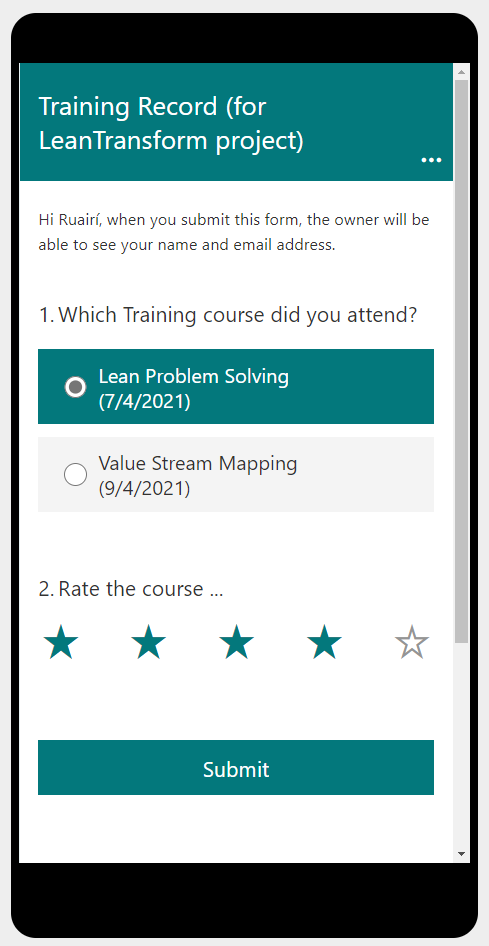 Training Record (for
LeanTransform project)
...
Hi Ruairí, when you submit this form, the owner will be
able to see your name and email address.
1. Which Training course did you attend?
Lean Problem Solving
(7/4/2021)
Value Stream Mapping
(9/4/2021)
2. Rate the course ...
Submit